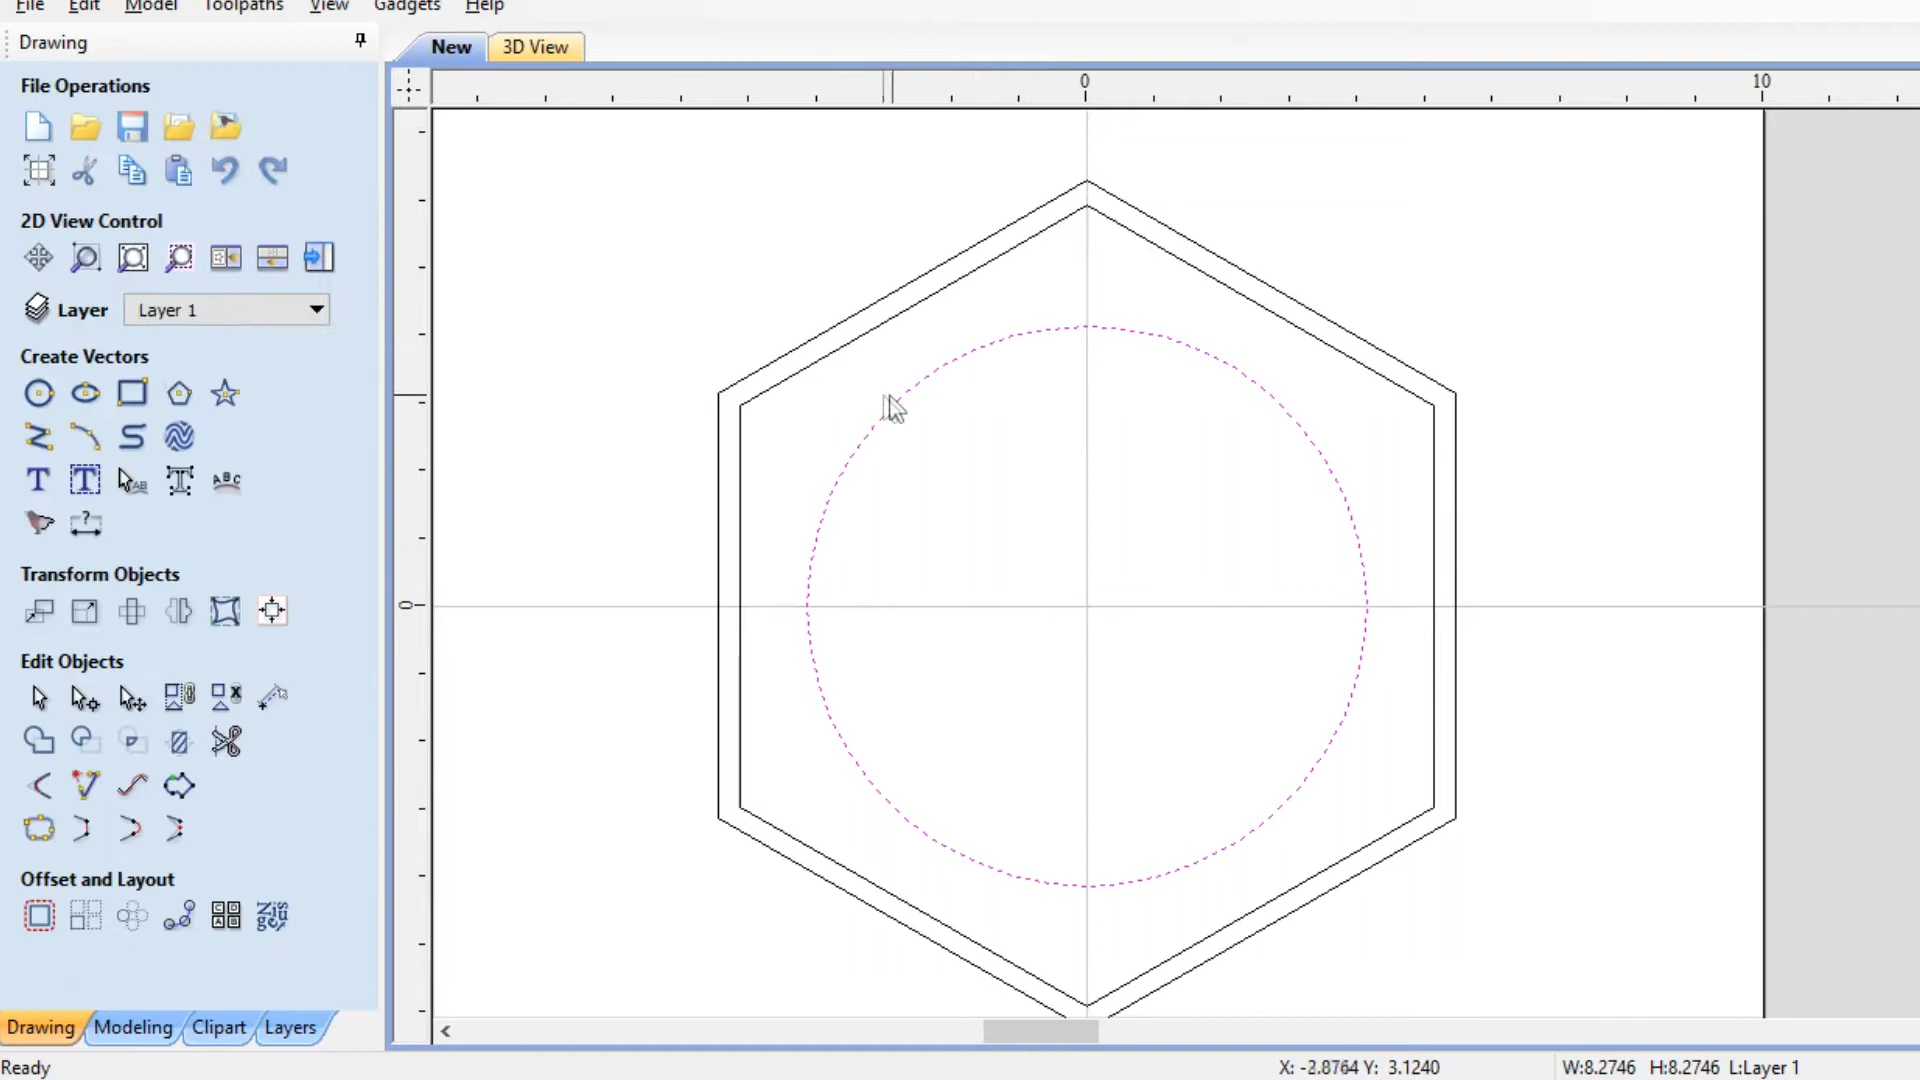 File Edit Model Toolpaths View Gadgets Help
Drawing
New 3D View
File Operations
0 10
2D View Control
Layer Layer 1
Create Vectors
0
Transform Objects
Edit Objects
Offset and Layout
Drawing Modeling Clipart Layers
Ready X: -2.8764 Y: 3.1240 W:8.2746 H:8.2746 L:Layer 1